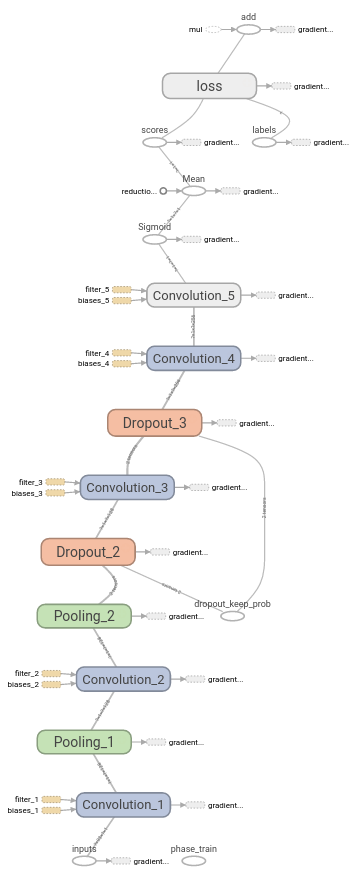 add
mul
gradient...
loss
gradient...
scores
labels
gradient...
gradient...
Mean
reductio...
gradient...
Sigmoid
gradient...
filter_5
biases_5
Convolution_5
gradient...
filter_4
biases_4
Convolution_4
gradient...
Dropout_3
gradient...
filter_3
biases_3
Convolution_3
gradient...
Dropout_2
gradient...
dropout_keep_prob
Pooling_2
gradient...
filter_2
biases_2
Convolution_2
gradient...
Pooling_1
gradient...
filter_1
biases_1
Convolution_1
gradient...
inputs
phase_train
gradient...